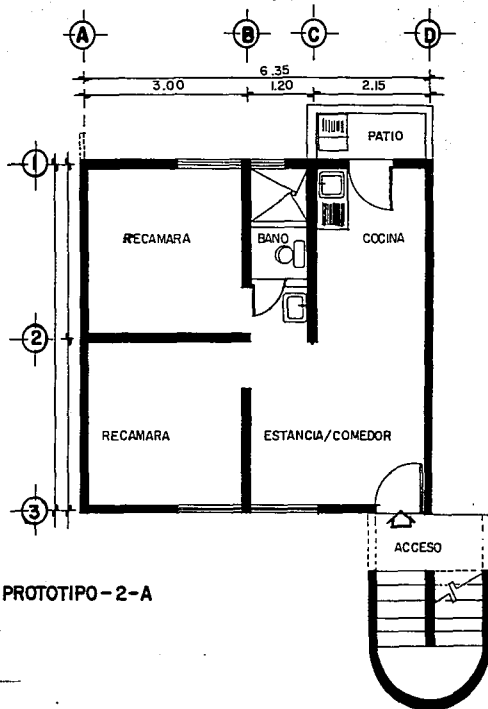 A B C D
6.35
3.00 1.20 2.15
PATIO
1
RECAMARA BANO COCINA
2
RECAMARA ESTANCIA/COMEDOR
3
ACCESO
PROTOTIPO-2-A